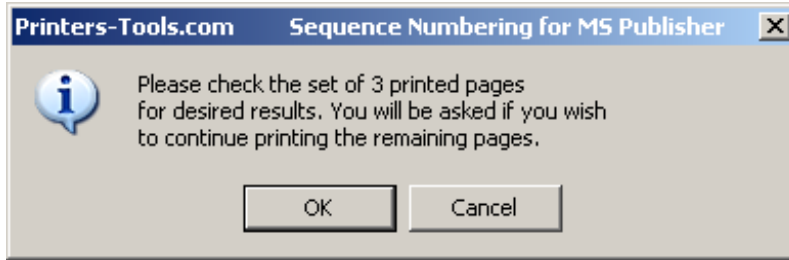 Printers-Tools.com Sequence Numbering for MS Publisher
Please check the set of 3 printed pages
for desired results. You will be asked if you wish
to continue printing the remaining pages.
OK Cancel